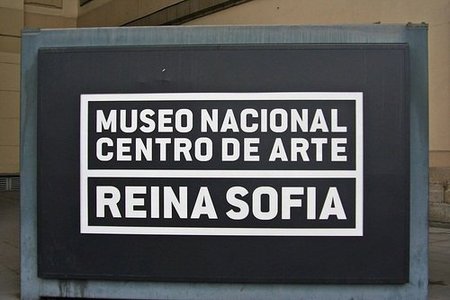 MUSEO NACIONAL
CENTRO DE ARTE
REINA SOFIA